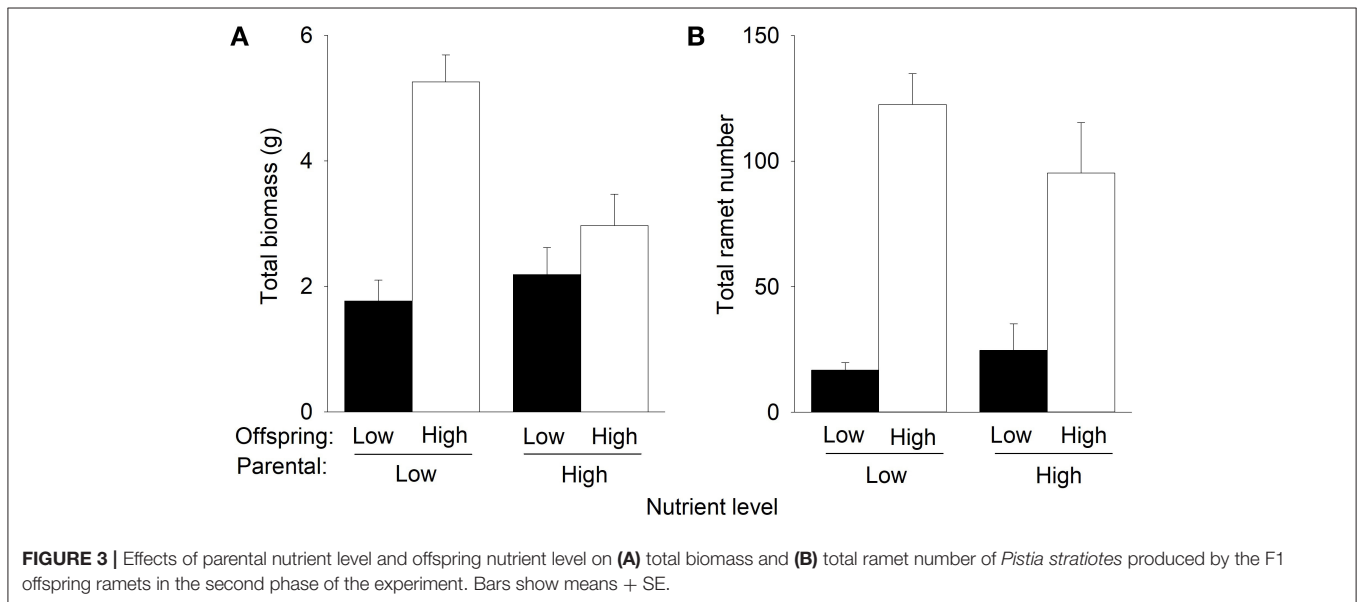 A
B
6
4
2
0
Total biomass (g)
150
100
50
0
Total ramet number
Offspring: Low High Low High
Parental: Low High
Low High Low High
Low High
Nutrient level
FIGURE 3 | Effects of parental nutrient level and offspring nutrient level on (A) total biomass and (B) total ramet number of Pistia stratiotes produced by the F1
offspring ramets in the second phase of the experiment. Bars show means + SE.